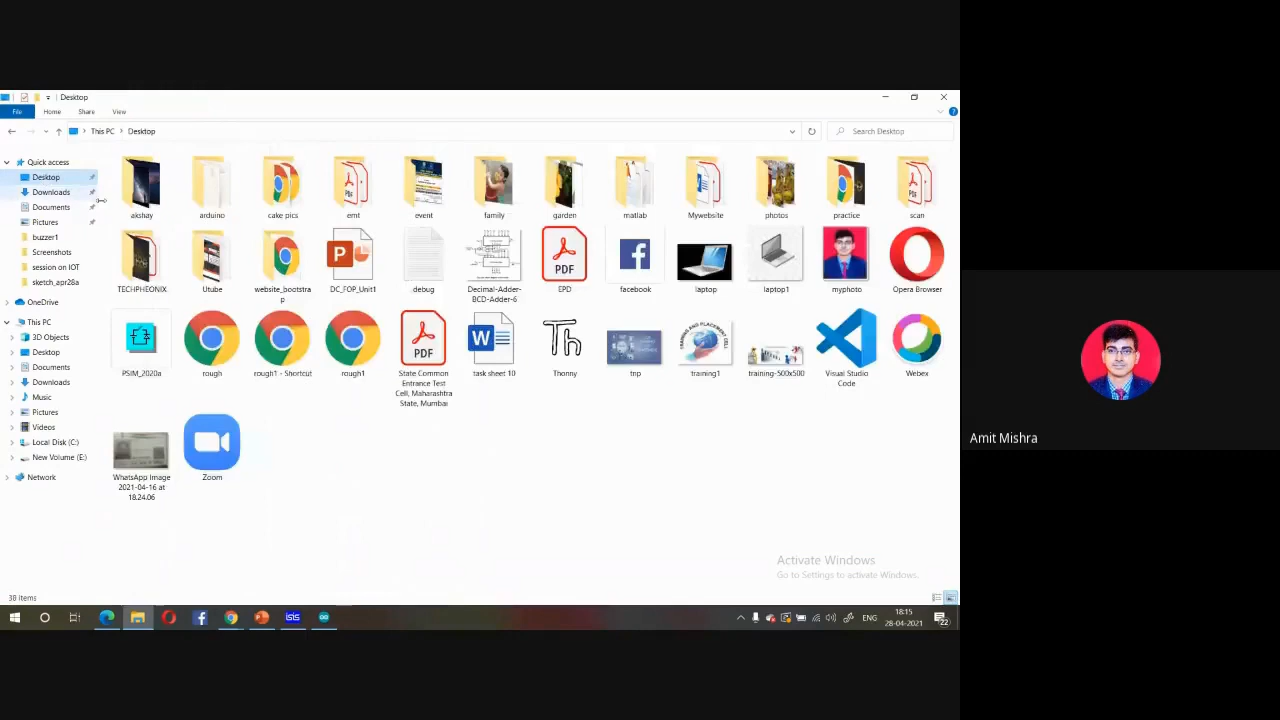 Desktop
File Home Share View
This PC Desktop
Search Desktop
Quick access
Desktop
Downloads
Documents
Pictures
buzzer1
Screenshots
session on IOT
sketch_apr28a
OneDrive
This PC
3D Objects
Desktop
Documents
Downloads
Music
Pictures
Videos
Local Disk (C:)
New Volume (E:)
Network
akshay arduino cake pics emt event family garden matlab Mywebsite photos practice scan
TECHPHEONIX Utube website_bootstra
p
DC_FOP_Unit1 debug Decimal-Adder-
BCD-Adder-6
EPD facebook laptop laptop1 myphoto Opera Browser
PSIM_2020a rough rough1 - Shortcut rough1 State Common
Entrance Test
Cell, Maharashtra
State, Mumbai
task sheet 10 Thonny tnp training1 training-500x500 Visual Studio
Code
Webex
WhatsApp Image
2021-04-16 at
18.24.06
Zoom
PDF
PDF
Activate Windows
Go to Settings to activate Windows.
38 items
ENG
18:15
28-04-2021
22
Amit Mishra